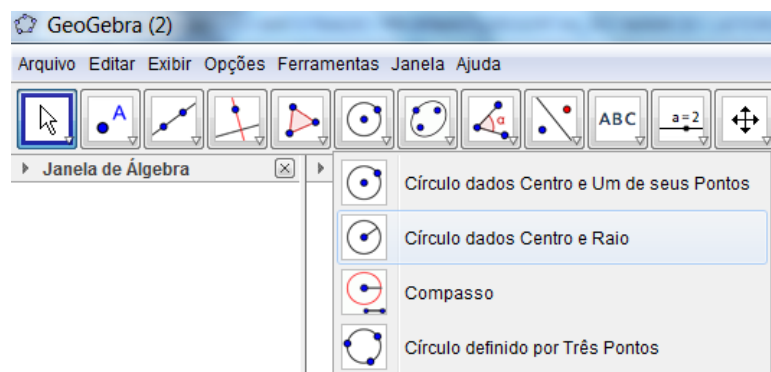 GeoGebra (2)
Arquivo Editar Exibir Opções Ferramentas Janela Ajuda
A α ABC a=2
Janela de Álgebra
Círculo dados Centro e Um de seus Pontos
Círculo dados Centro e Raio
Compasso
Círculo definido por Três Pontos